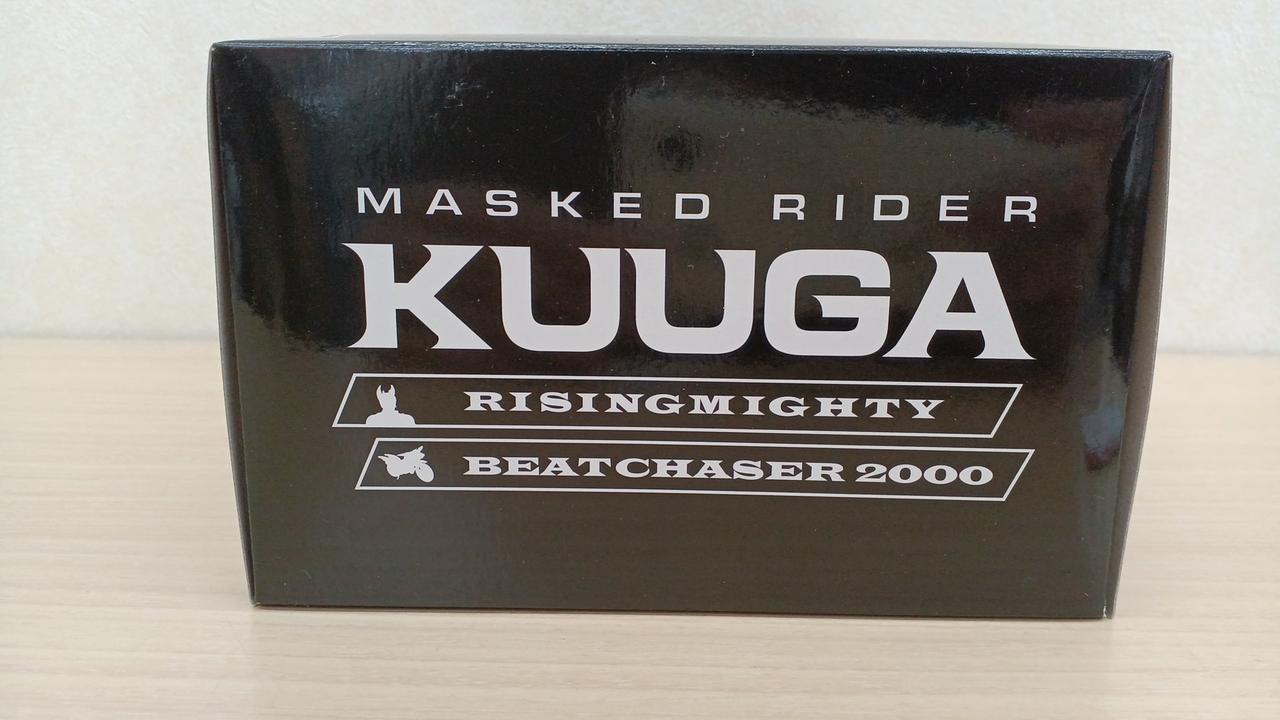 MASKED RIDER
KUUGA
RISINGMIGHTY
BEATCHASER 2000